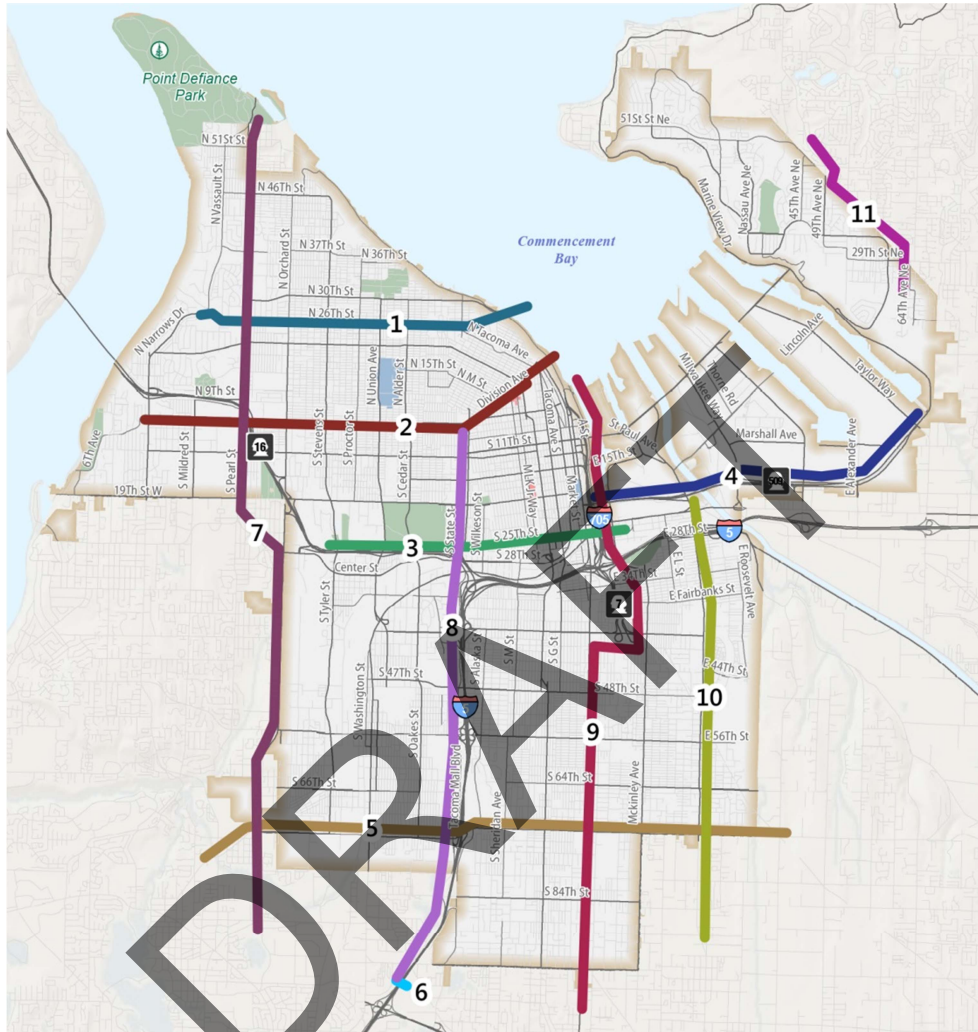 Point Defiance
Park
N 51St St
51St St Ne
N Vassault St
N 46Th St
Nassau Ave Ne
45Th Ave Ne
49Th Ave Ne
11
Marine View Dr
N Orchard St
N 37Th St
N 36Th St
Commencement
Bay
29Th St Ne
64Th Ave Ne
N 30Th St
N 26Th St
1
N Narrows Dr
N Tacoma Ave
Lincoln Ave
Taylor Way
N Union Ave
N Alder St
N 15Th St
N M St
Division Ave
Milwaukee Way
Thorne Rd
N 9Th St
Tacoma Ave S
6Th Ave
S Mildred St
S Pearl St
16
S Stevens St
S Proctor St
S Cedar St
2
S 11Th St
St Paul Ave
E 15Th St
Marshall Ave
E Alexander Ave
19Th St W
4
509
Market St
705
7
3
S State St
S Wilkeson St
S 25Th St
S 28Th St
E 28Th St
5
Center St
S Tyler St
E L St
E Roosevelt Ave
E Fairbanks St
7
8
S Alaska St
S M St
S G St
E 44Th St
S 47Th St
S 48Th St
S Washington St
S Oakes St
9
10
E 56Th St
S 66Th St
Tacoma Mall Blvd
S 64Th St
Mckinley Ave
5
S Sheridan Ave
S 84Th St
6
DRAFT